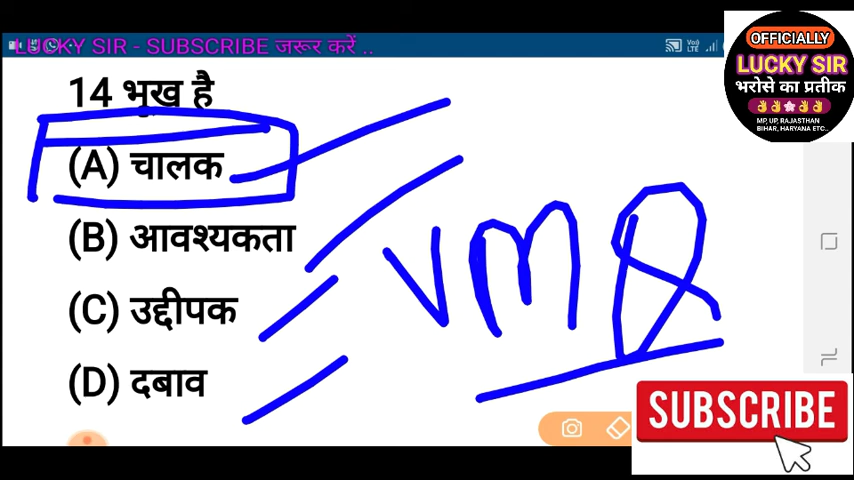 LUCKY SIR - SUBSCRIBE जरूर करें ..
OFFICIALLY
LUCKY SIR
भरोसे का प्रतीक
MP, UP, RAJASTHAN
BIHAR, HARYANA ETC..
14 भूख है
(A) चालक
(B) आवश्यकता
(C) उद्दीपक
(D) दबाव
SUBSCRIBE